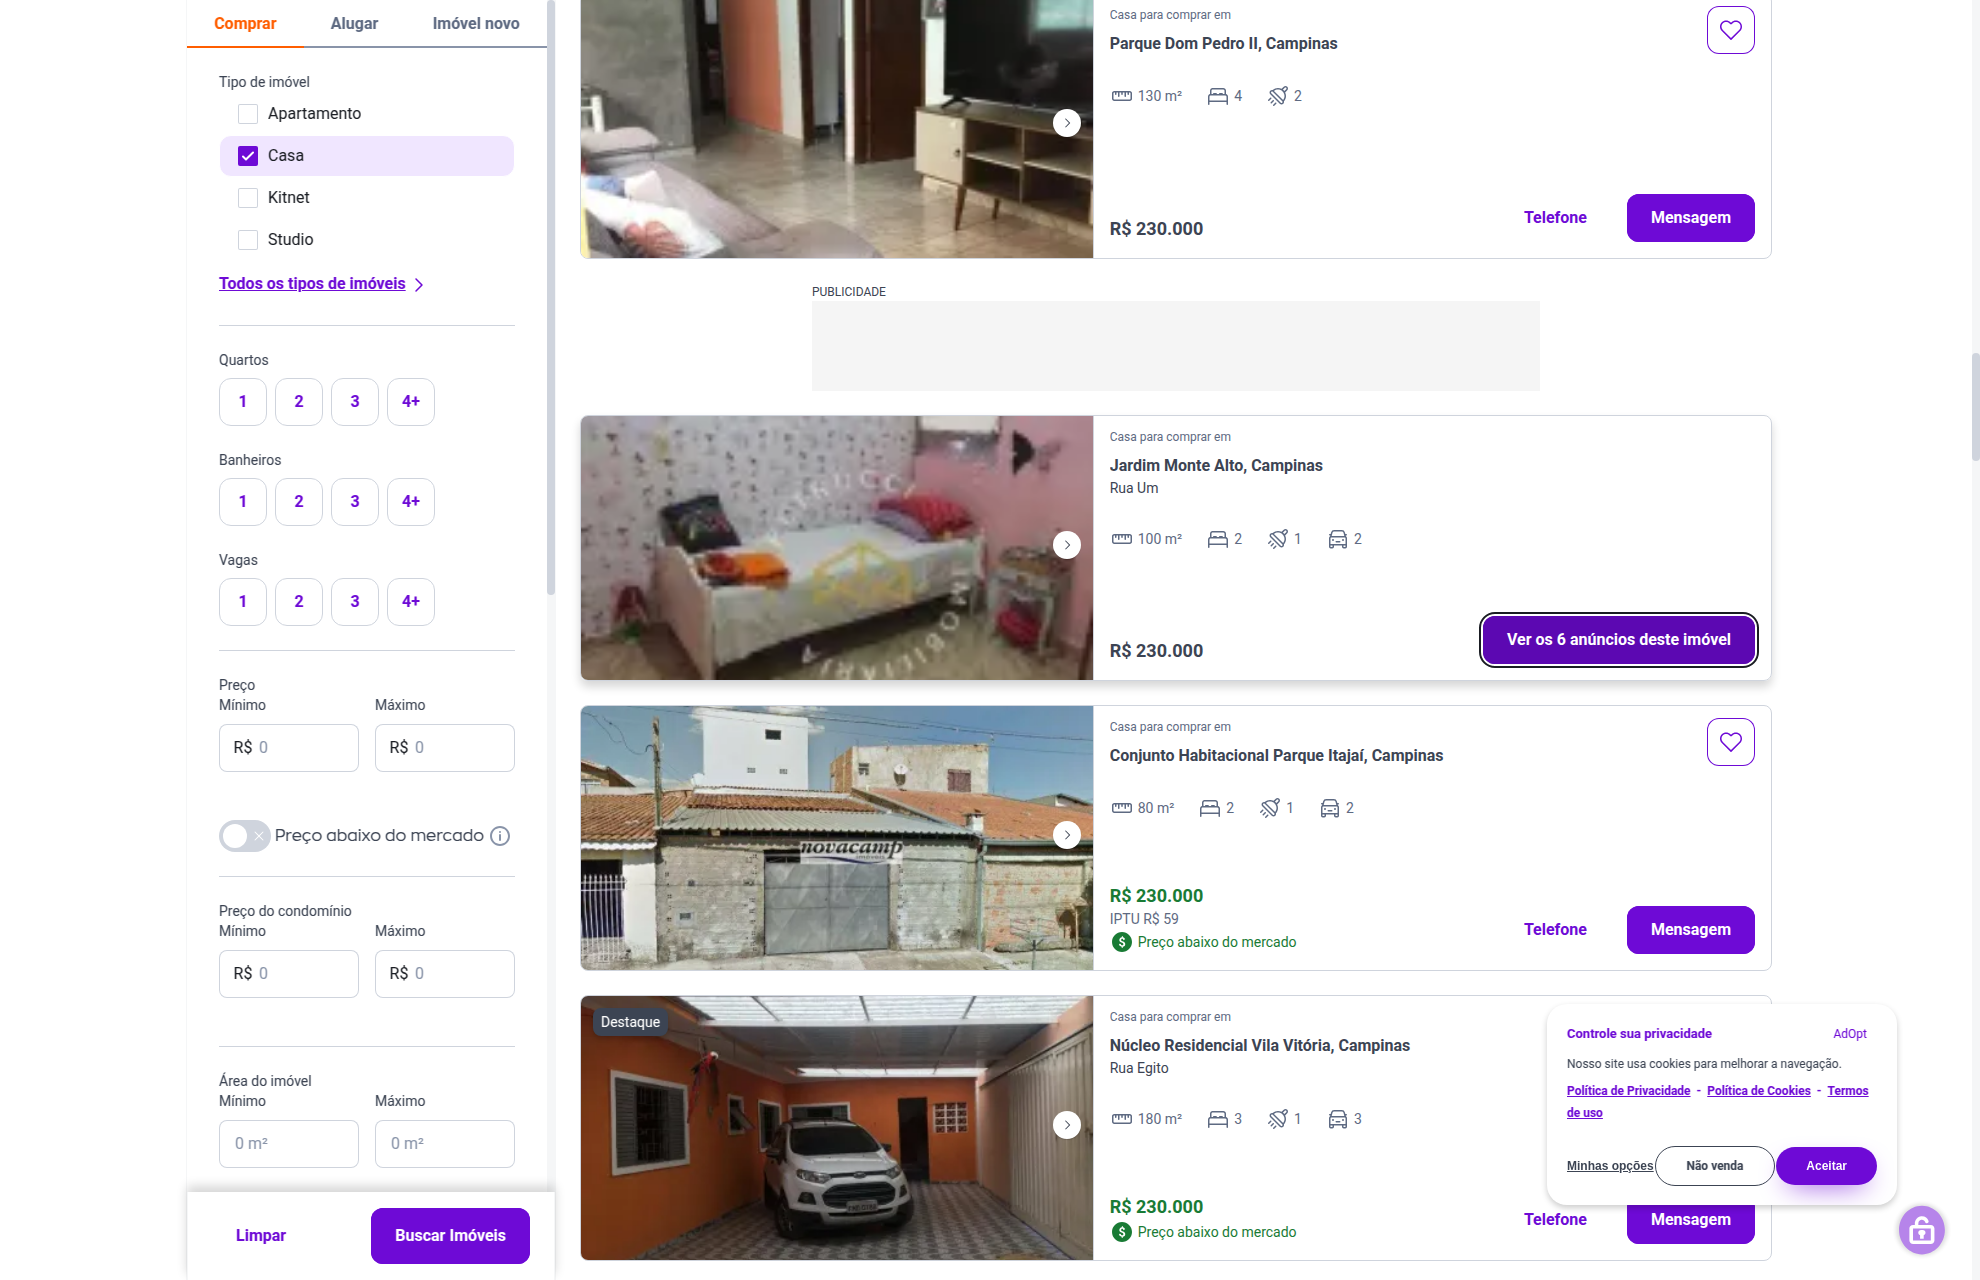 Comprar
Alugar
Imóvel novo
Tipo de imóvel
Apartamento
Casa
Kitnet
Studio
Todos os tipos de imóveis
Quartos
1
2
3
4+
Banheiros
1
2
3
4+
Vagas
1
2
3
4+
Preço
Mínimo
Máximo
R$ 0
R$ 0
Preço abaixo do mercado
Preço do condomínio
Mínimo
Máximo
R$ 0
R$ 0
Área do imóvel
Mínimo
Máximo
0 m²
0 m²
Limpar
Buscar Imóveis
Casa para comprar em
Parque Dom Pedro II, Campinas
130 m²
4
2
R$ 230.000
Telefone
Mensagem
PUBLICIDADE
Casa para comprar em
Jardim Monte Alto, Campinas
Rua Um
100 m²
2
1
2
R$ 230.000
Ver os 6 anúncios deste imóvel
novacamp
Casa para comprar em
Conjunto Habitacional Parque Itajaí, Campinas
80 m²
2
1
2
R$ 230.000
IPTU R$ 59
$ Preço abaixo do mercado
Telefone
Mensagem
Destaque
Casa para comprar em
Núcleo Residencial Vila Vitória, Campinas
Rua Egito
180 m²
3
1
3
R$ 230.000
$ Preço abaixo do mercado
Telefone
Mensagem
Controle sua privacidade
AdOpt
Nosso site usa cookies para melhorar a navegação.
Política de Privacidade - Política de Cookies - Termos
de uso
Minhas opções
Não venda
Aceitar